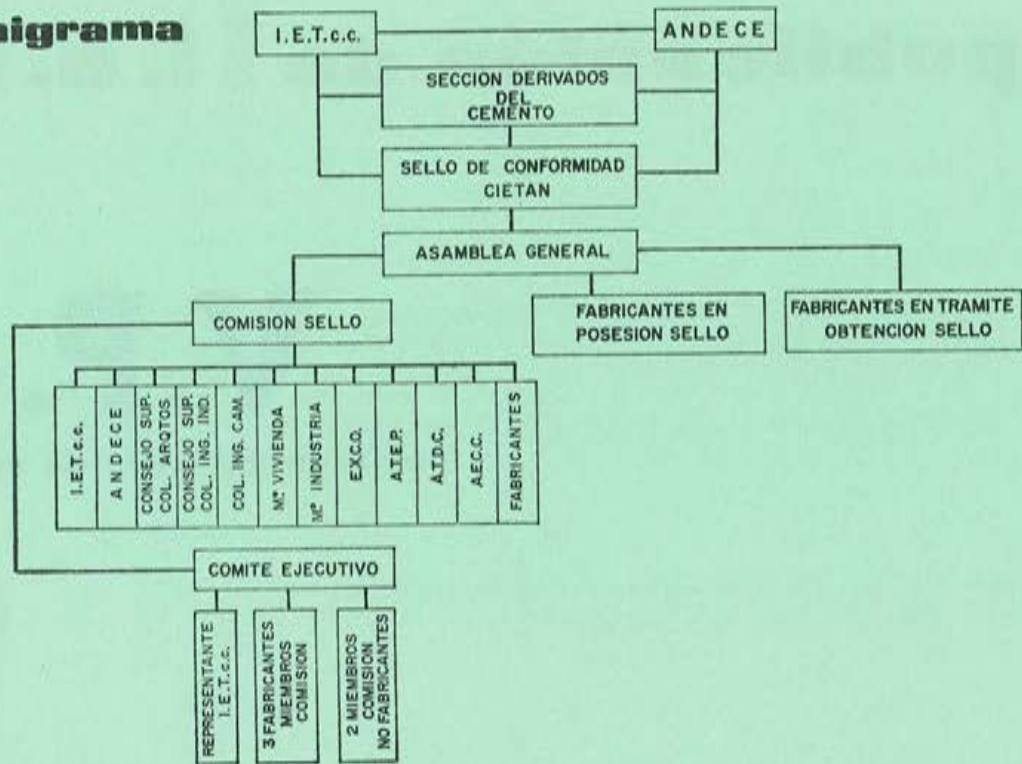 nigrama
I.E.T.c.c.
ANDECE
SECCION DERIVADOS
DEL
CEMENTO
SELLO DE CONFORMIDAD
CIETAN
ASAMBLEA GENERAL
COMISION SELLO
FABRICANTES EN
POSESION SELLO
FABRICANTES EN TRAMITE
OBTENCION SELLO
I.E.T.c.c.
ANDECE
CONSEJO SUP.
COL. ARQTOS
CONSEJO SUP.
COL. ING. IND.
COL. ING. CAM.
Mº VIVIENDA
Mº INDUSTRIA
EX.C.O.
A.T.E.P.
A.T.D.C.
A.E.C.C.
FABRICANTES
COMITE EJECUTIVO
REPRESENTANTE
I.E.T.c.c.
3 FABRICANTES
MIEMBROS
COMISION
2 MIEMBROS
COMISION
NO FABRICANTES